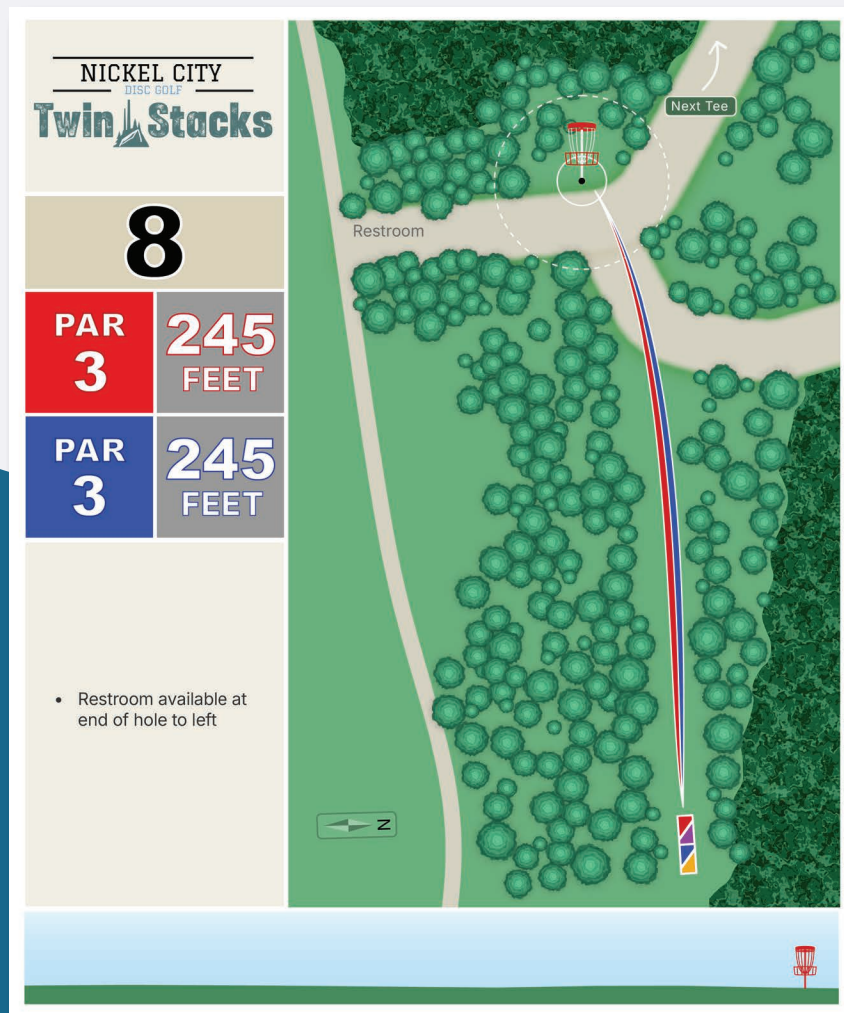 NICKEL CITY
DISC GOLF
Twin Stacks
8
PAR
3
245
FEET
PAR
3
245
FEET
• Restroom available at
end of hole to left
Next Tee
Restroom
N